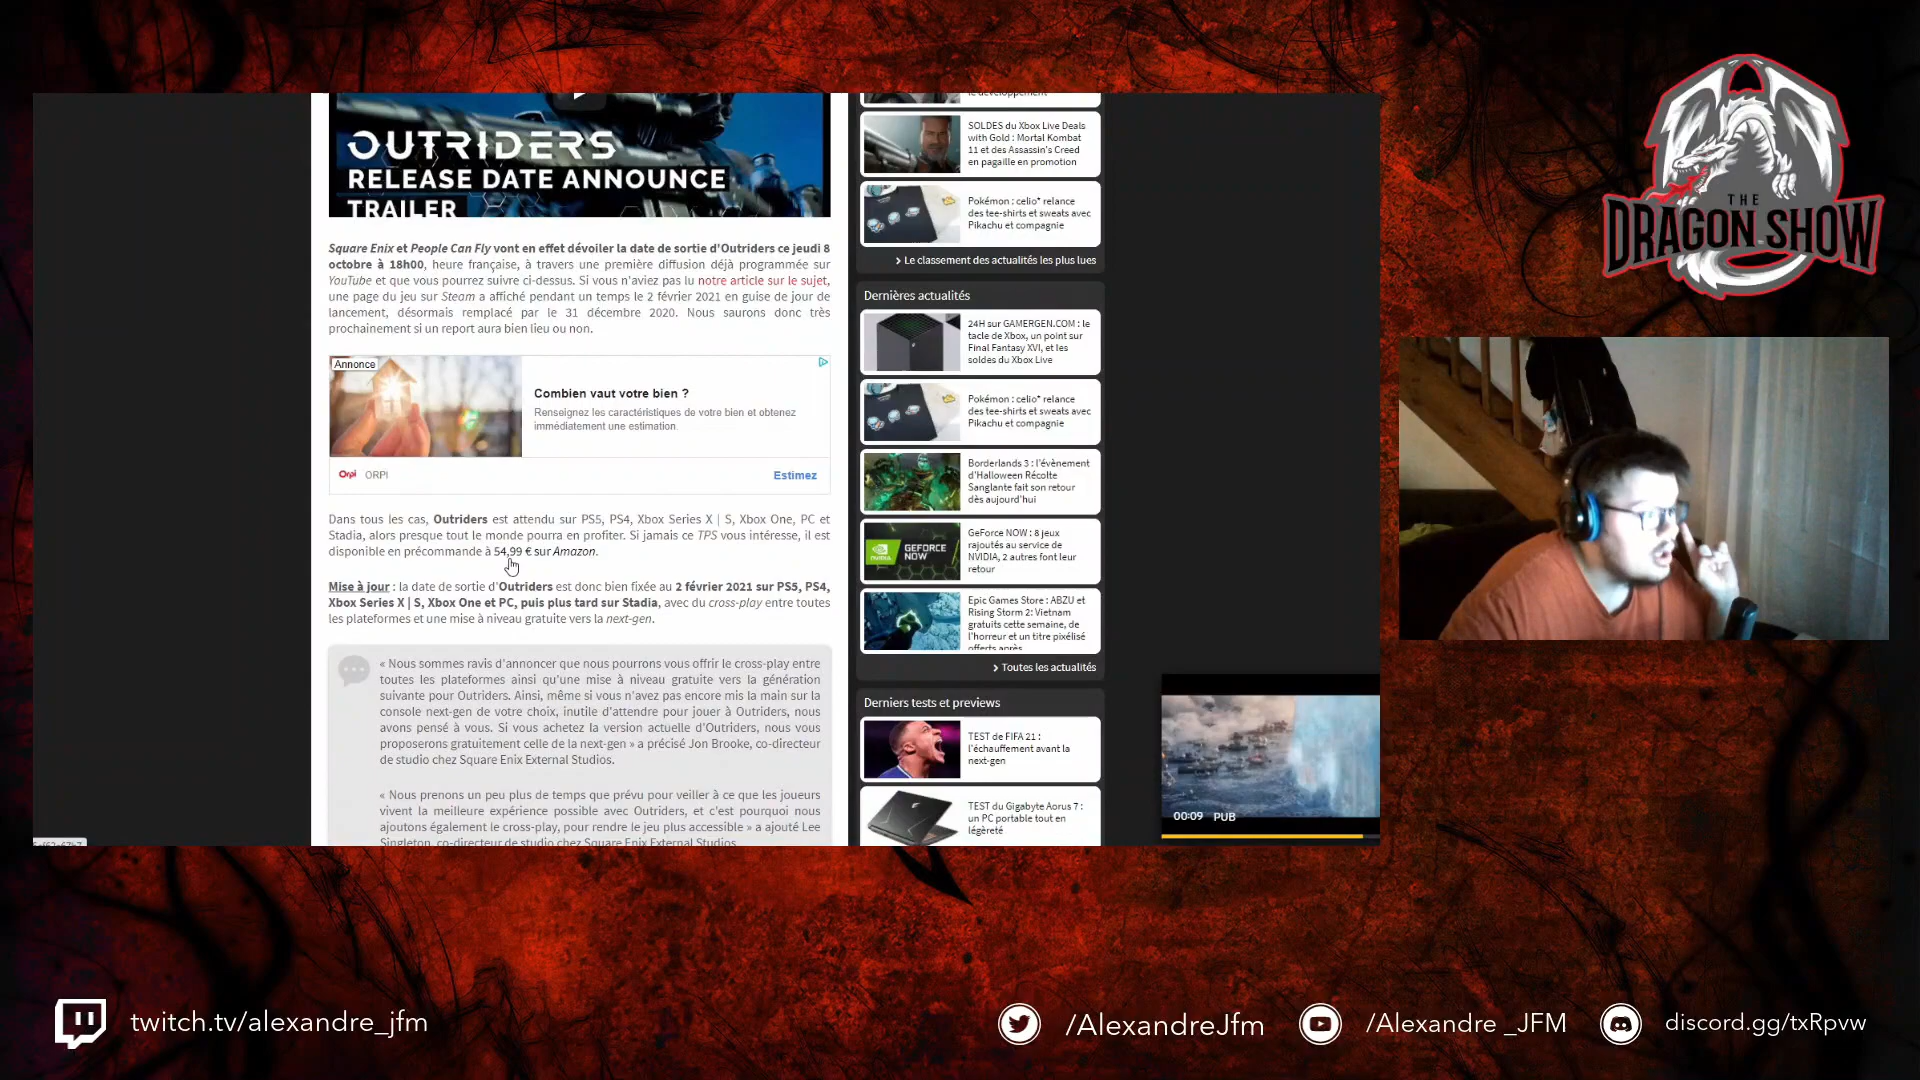 OUTRIDERS
RELEASE DATE ANNOUNCE
TRAILER
Square Enix et People Can Fly vont en effet dévoiler la date de sortie d'Outriders ce jeudi 8
octobre à 18h00, heure française, à travers une première diffusion déjà programmée sur
YouTube et que vous pourrez suivre ci-dessus. Si vous n'aviez pas lu notre article sur le sujet,
une page du jeu sur Steam a affiché pendant un temps le 2 février 2021 en guise de jour de
lancement, désormais remplacé par le 31 décembre 2020. Nous saurons donc très
prochainement si un report aura bien lieu ou non.
Annonce
Combien vaut votre bien ?
Renseignez les caractéristiques de votre bien et obtenez
immédiatement une estimation.
Orpi ORPI
Estimez
Dans tous les cas, Outriders est attendu sur PS5, PS4, Xbox Series X | S, Xbox One, PC et
Stadia, alors presque tout le monde pourra en profiter. Si jamais ce TPS vous intéresse, il est
disponible en précommande à 54,99 € sur Amazon.
Mise à jour : la date de sortie d'Outriders est donc bien fixée au 2 février 2021 sur PS5, PS4,
Xbox Series X | S, Xbox One et PC, puis plus tard sur Stadia, avec du cross-play entre toutes
les plateformes et une mise à niveau gratuite vers la next-gen.
« Nous sommes ravis d'annoncer que nous pourrons vous offrir le cross-play entre
toutes les plateformes ainsi qu'une mise à niveau gratuite vers la génération
suivante pour Outriders. Ainsi, même si vous n'avez pas encore mis la main sur la
console next-gen de votre choix, inutile d'attendre pour jouer à Outriders, nous
avons pensé à vous. Si vous achetez la version actuelle d'Outriders, nous vous
proposerons gratuitement celle de la next-gen » a précisé Jon Brooke, co-directeur
de studio chez Square Enix External Studios.
« Nous prenons un peu plus de temps que prévu pour veiller à ce que les joueurs
vivent la meilleure expérience possible avec Outriders, et c'est pourquoi nous
ajoutons également le cross-play, pour rendre le jeu plus accessible » a ajouté Lee
Singleton, co-directeur de studio chez Square Enix External Studios.
le développement
SOLDES du Xbox Live Deals
with Gold : Mortal Kombat
11 et des Assassin's Creed
en pagaille en promotion
Pokémon : celio* relance
des tee-shirts et sweats avec
Pikachu et compagnie
Le classement des actualités les plus lues
Dernières actualités
24H sur GAMERGEN.COM : le
tacle de Xbox, un point sur
Final Fantasy XVI, et les
soldes du Xbox Live
Pokémon : celio* relance
des tee-shirts et sweats avec
Pikachu et compagnie
Borderlands 3 : l'évènement
d'Halloween Récolte
Sanglante fait son retour
dès aujourd'hui
GEFORCE
NOW
NVIDIA
GeForce NOW : 8 jeux
rajoutés au service de
NVIDIA, 2 autres font leur
retour
Epic Games Store : ABZU et
Rising Storm 2: Vietnam
gratuits cette semaine, de
l'horreur et un titre pixélisé
offerts après
Toutes les actualités
Derniers tests et previews
TEST de FIFA 21 :
l'échauffement avant la
next-gen
TEST du Gigabyte Aorus 7 :
un PC portable tout en
légèreté
00:09 PUB
THE
DRAGON SHOW
twitch.tv/alexandre_jfm
/AlexandreJfm
/Alexandre _JFM
discord.gg/txRpvw